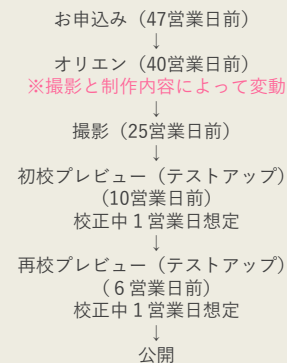 お申込み（47営業日前）
↓
オリエン（40営業日前）
※撮影と制作内容によって変動
↓
撮影（25営業日前）
↓
初校プレビュー（テストアップ）
（10営業日前）
校正中１営業日想定
↓
再校プレビュー（テストアップ）
（６営業日前）
校正中１営業日想定
↓
公開